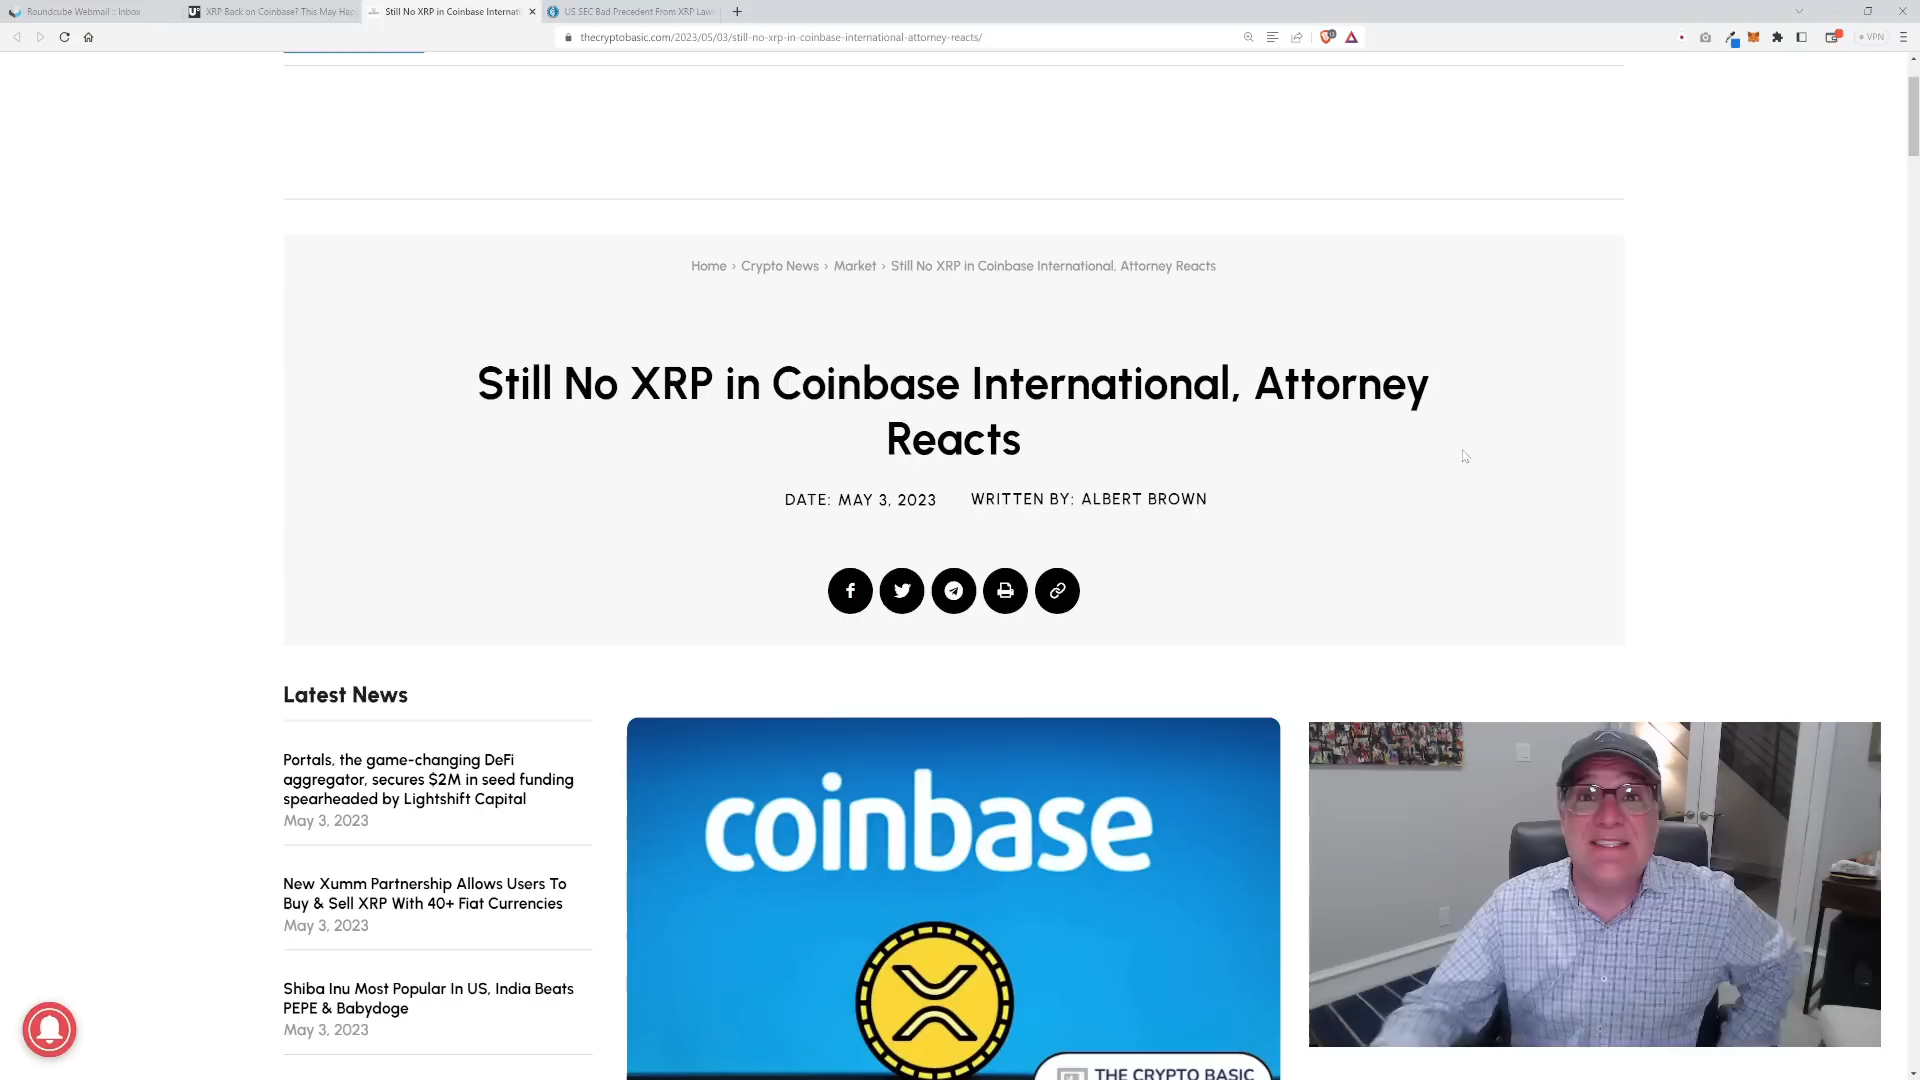 Roundcube Webmail :: Inbox
XRP Back on Coinbase? This May Hap
Still No XRP in Coinbase Internati
US SEC Bad Precedent From XRP Laws
thecryptobasic.com/2023/05/03/still-no-xrp-in-coinbase-international-attorney-reacts/
VPN
Home › Crypto News › Market › Still No XRP in Coinbase International, Attorney Reacts
Still No XRP in Coinbase International, Attorney
Reacts
DATE: MAY 3, 2023 WRITTEN BY: ALBERT BROWN
Latest News
Portals, the game-changing DeFi
aggregator, secures $2M in seed funding
spearheaded by Lightshift Capital
May 3, 2023
New Xumm Partnership Allows Users To
Buy & Sell XRP With 40+ Fiat Currencies
May 3, 2023
Shiba Inu Most Popular In US, India Beats
PEPE & Babydoge
May 3, 2023
coinbase
THE CRYPTO BASIC